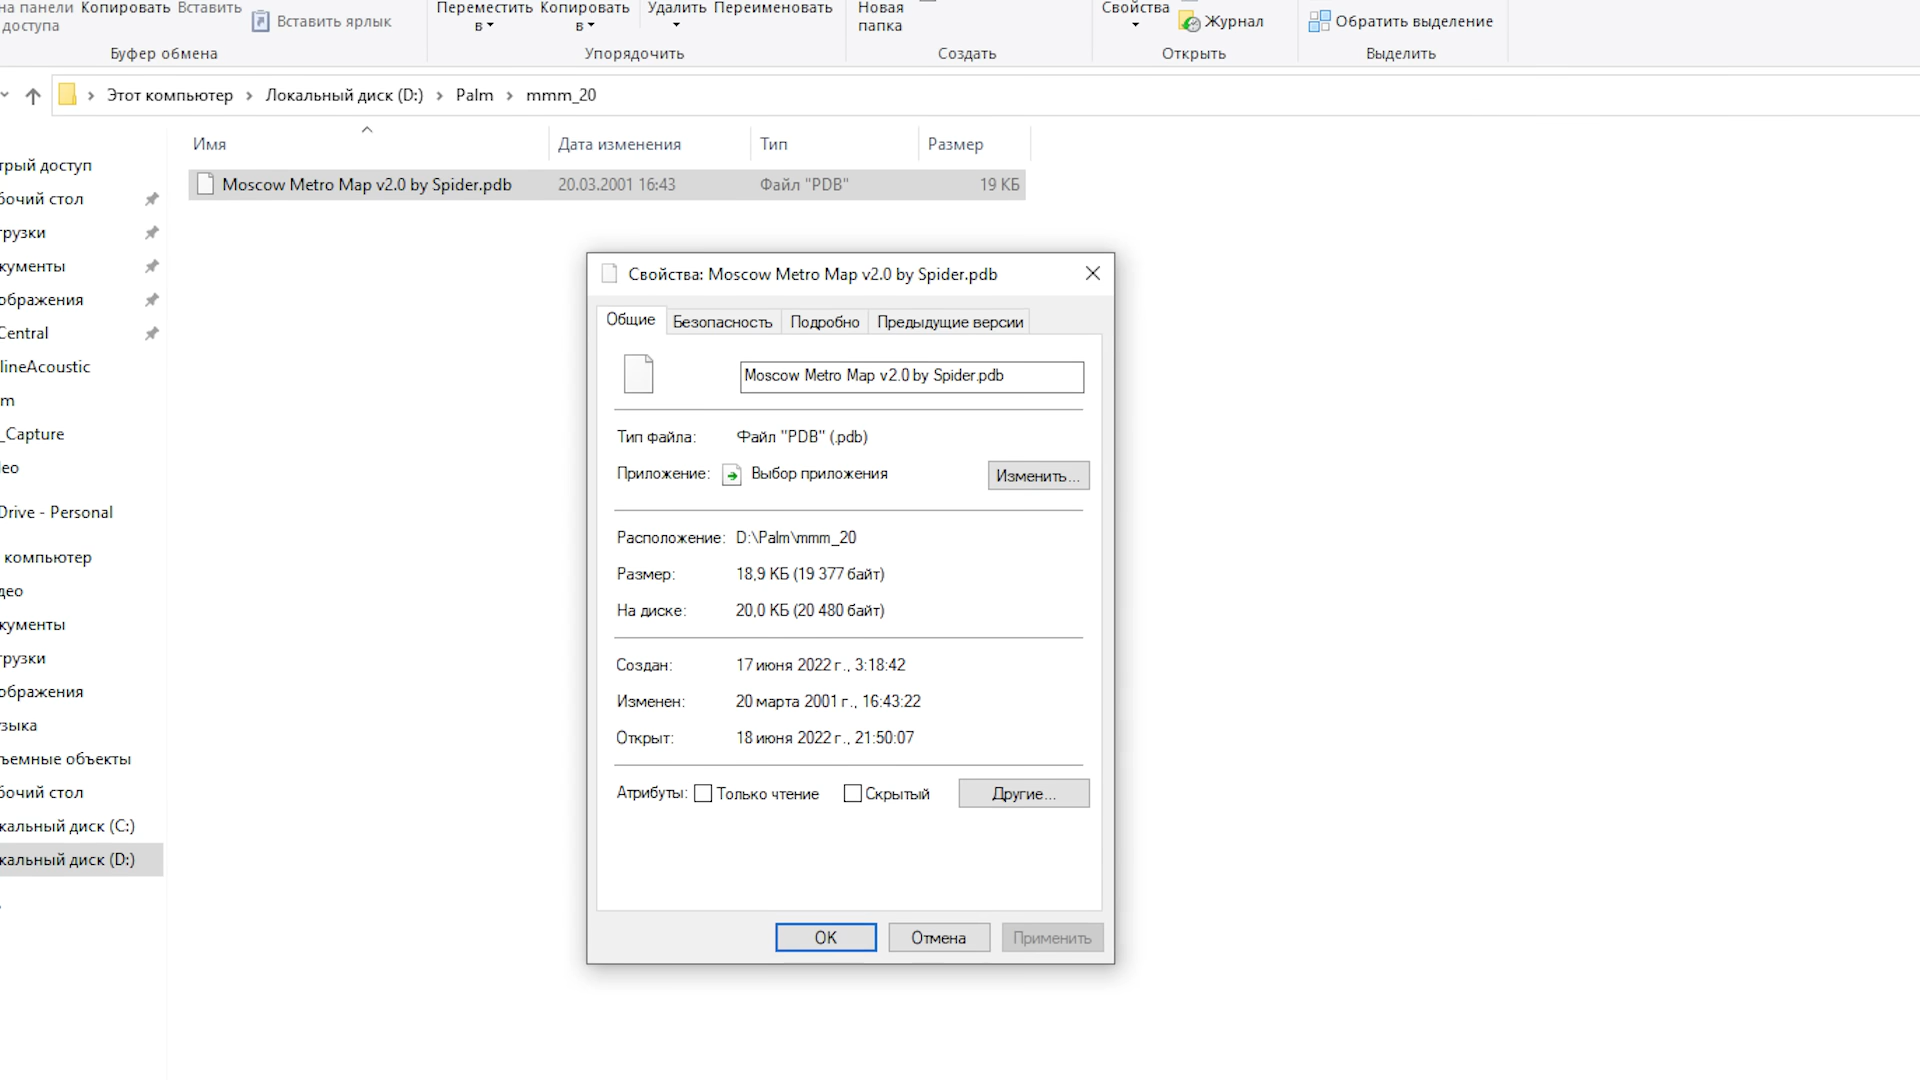 на панели Копировать Вставить
доступа
Вставить ярлык
Буфер обмена
Переместить Копировать Удалить Переименовать
в в
Упорядочить
Новая
папка
Создать
Свойства
Журнал
Открыть
Обратить выделение
Выделить
Этот компьютер Локальный диск (D:) Palm mmm_20
Имя Дата изменения Тип Размер
Moscow Metro Map v2.0 by Spider.pdb 20.03.2001 16:43 Файл "PDB" 19 КБ
трый доступ
бочий стол
грузки
кументы
ображения
Central
lineAcoustic
m
_Capture
leo
Drive - Personal
компьютер
део
кументы
грузки
ображения
зыка
ъемные объекты
бочий стол
кальный диск (C:)
кальный диск (D:)
Свойства: Moscow Metro Map v2.0 by Spider.pdb
Общие Безопасность Подробно Предыдущие версии
Moscow Metro Map v2.0 by Spider.pdb
Тип файла: Файл "PDB" (.pdb)
Приложение: Выбор приложения Изменить...
Расположение: D:\Palm\mmm_20
Размер: 18,9 КБ (19 377 байт)
На диске: 20,0 КБ (20 480 байт)
Создан: 17 июня 2022 г., 3:18:42
Изменен: 20 марта 2001 г., 16:43:22
Открыт: 18 июня 2022 г., 21:50:07
Атрибуты: Только чтение Скрытый Другие...
OK Отмена Применить